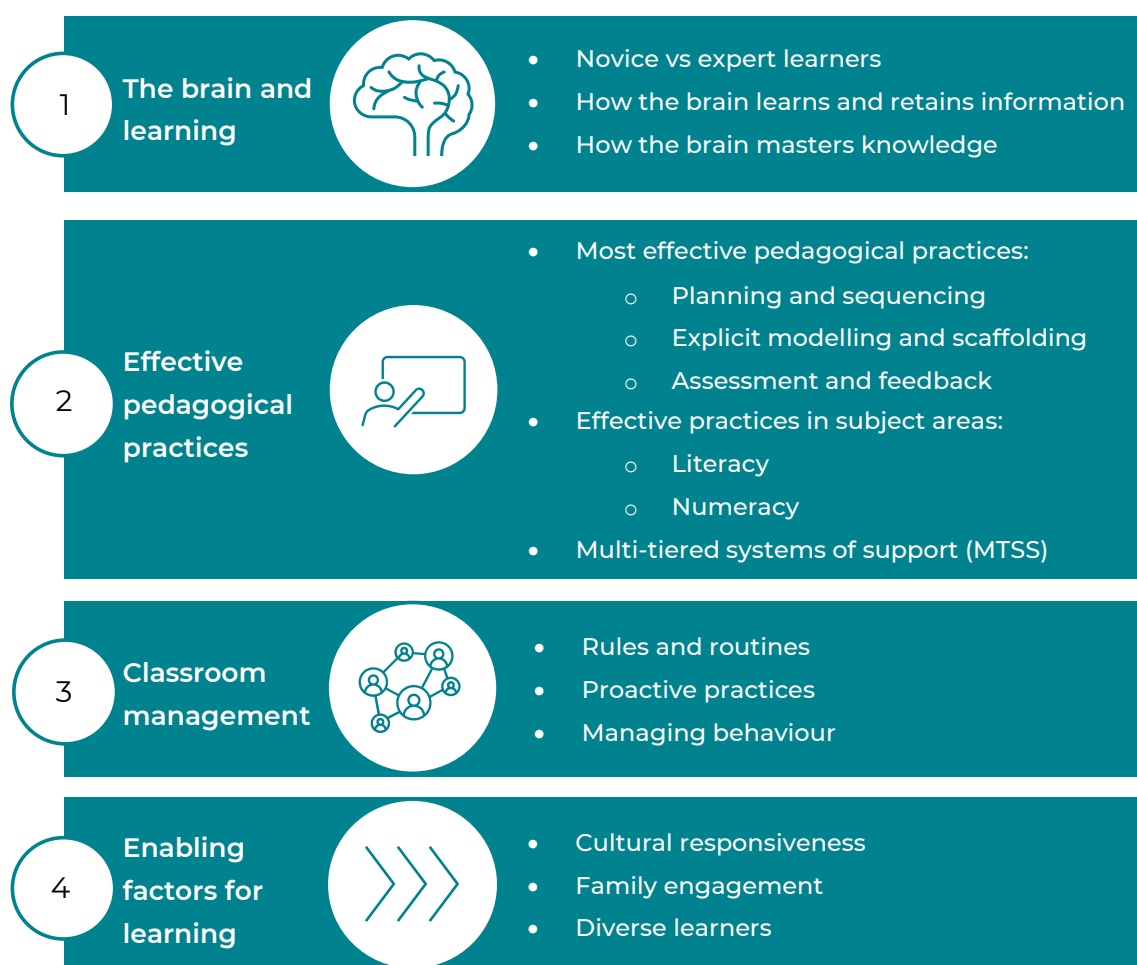 1
The brain and
learning
• Novice vs expert learners
• How the brain learns and retains information
• How the brain masters knowledge
2
Effective
pedagogical
practices
• Most effective pedagogical practices:
o Planning and sequencing
o Explicit modelling and scaffolding
o Assessment and feedback
• Effective practices in subject areas:
o Literacy
o Numeracy
• Multi-tiered systems of support (MTSS)
3
Classroom
management
• Rules and routines
• Proactive practices
• Managing behaviour
4
Enabling
factors for
learning
• Cultural responsiveness
• Family engagement
• Diverse learners